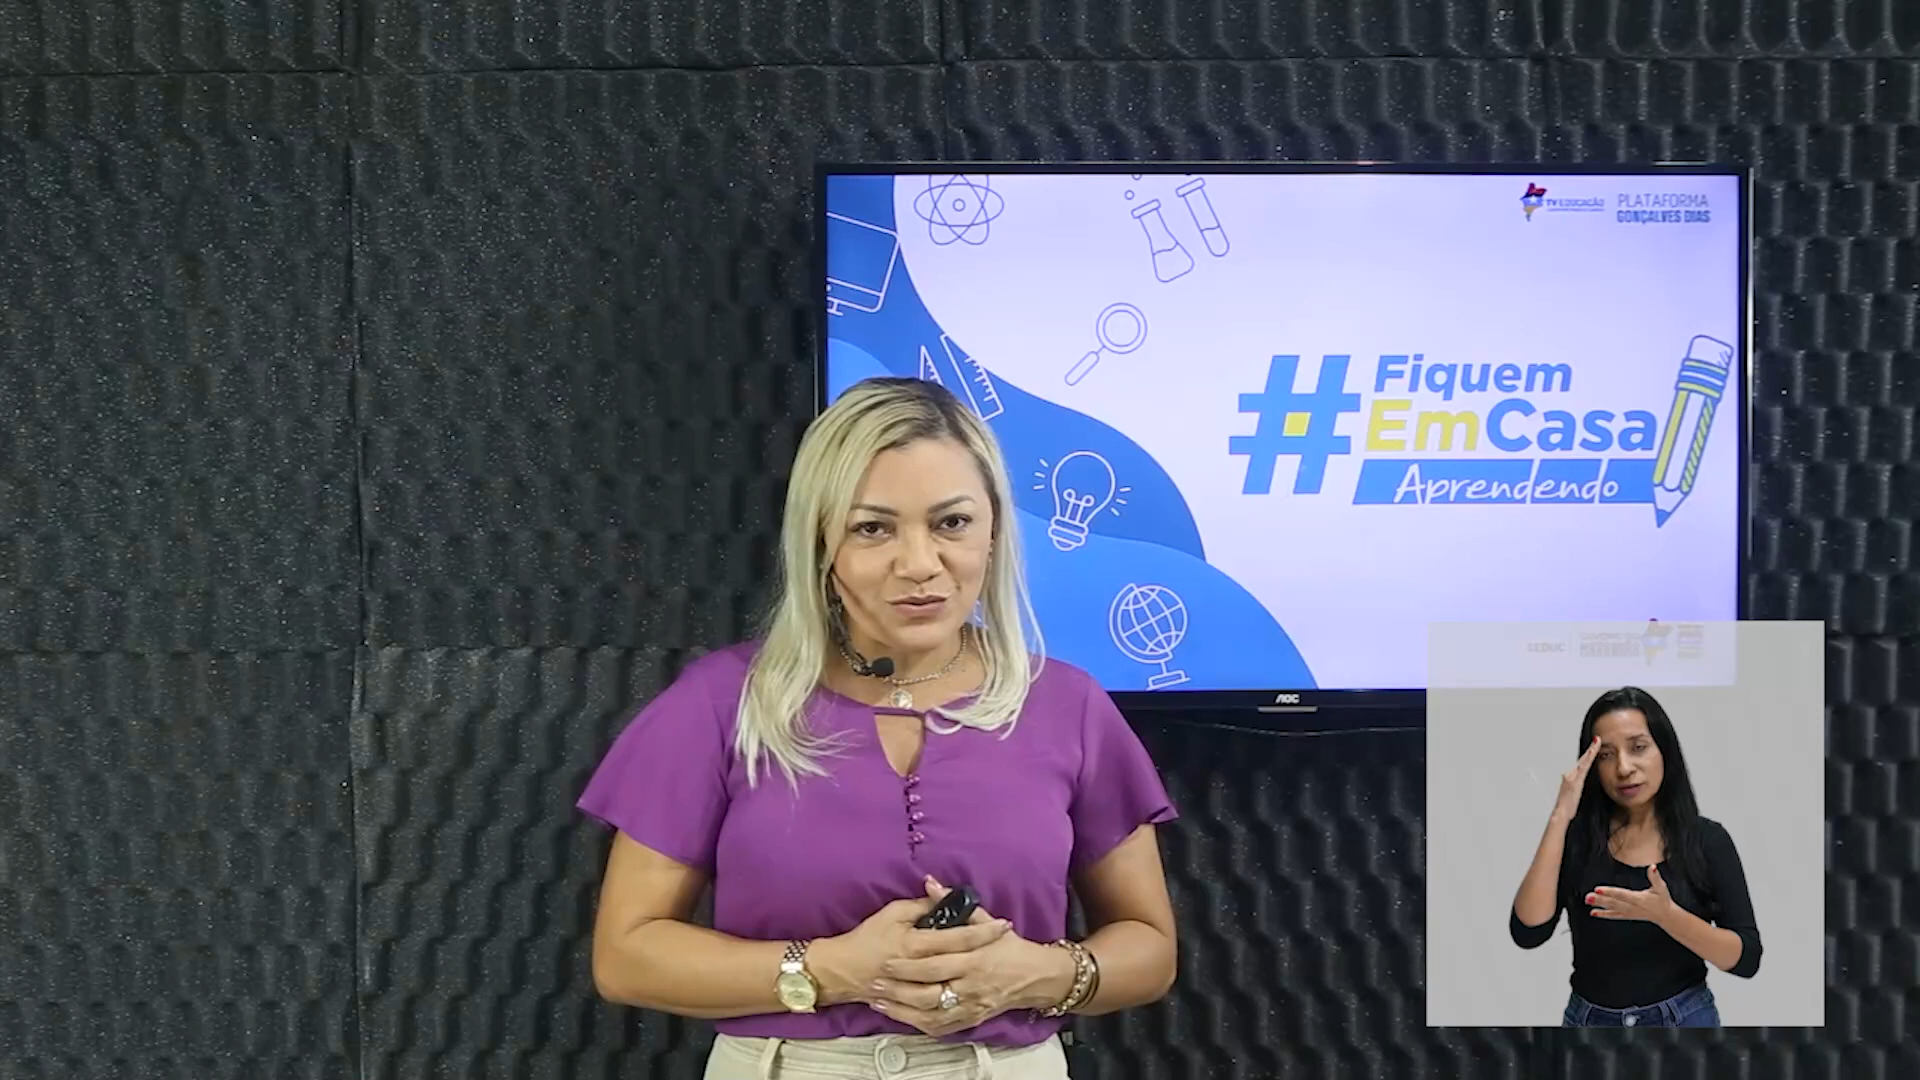 TV EDUCAÇÃO
PLATAFORMA
GONÇALVES DIAS
#Fiquem
EmCasa
Aprendendo
SEDUC
AOC